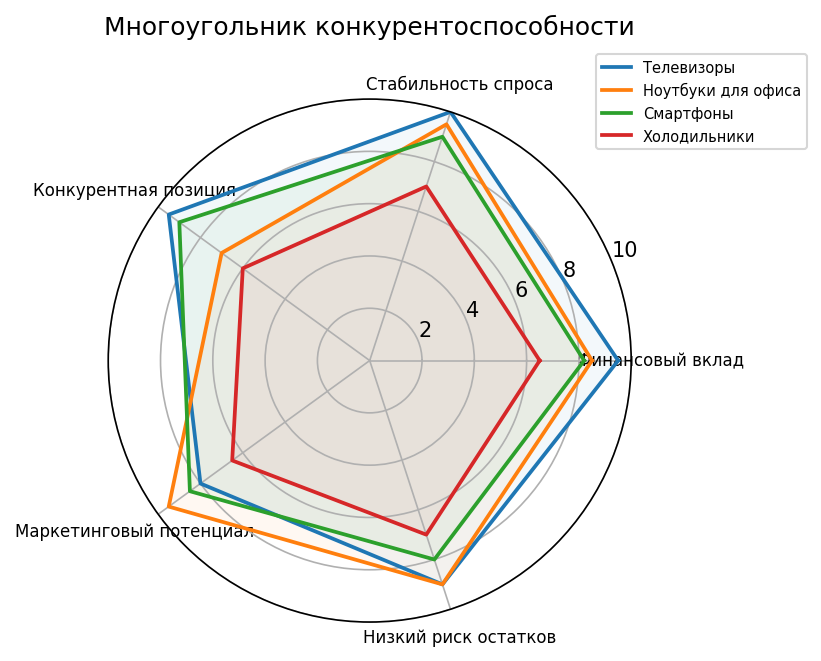 Многоугольник конкурентоспособности
Телевизоры
Ноутбуки для офиса
Смартфоны
Холодильники
Стабильность спроса
Конкурентная позиция
10
8
6
4
2
Финансовый вклад
Маркетинговый потенциал
Низкий риск остатков